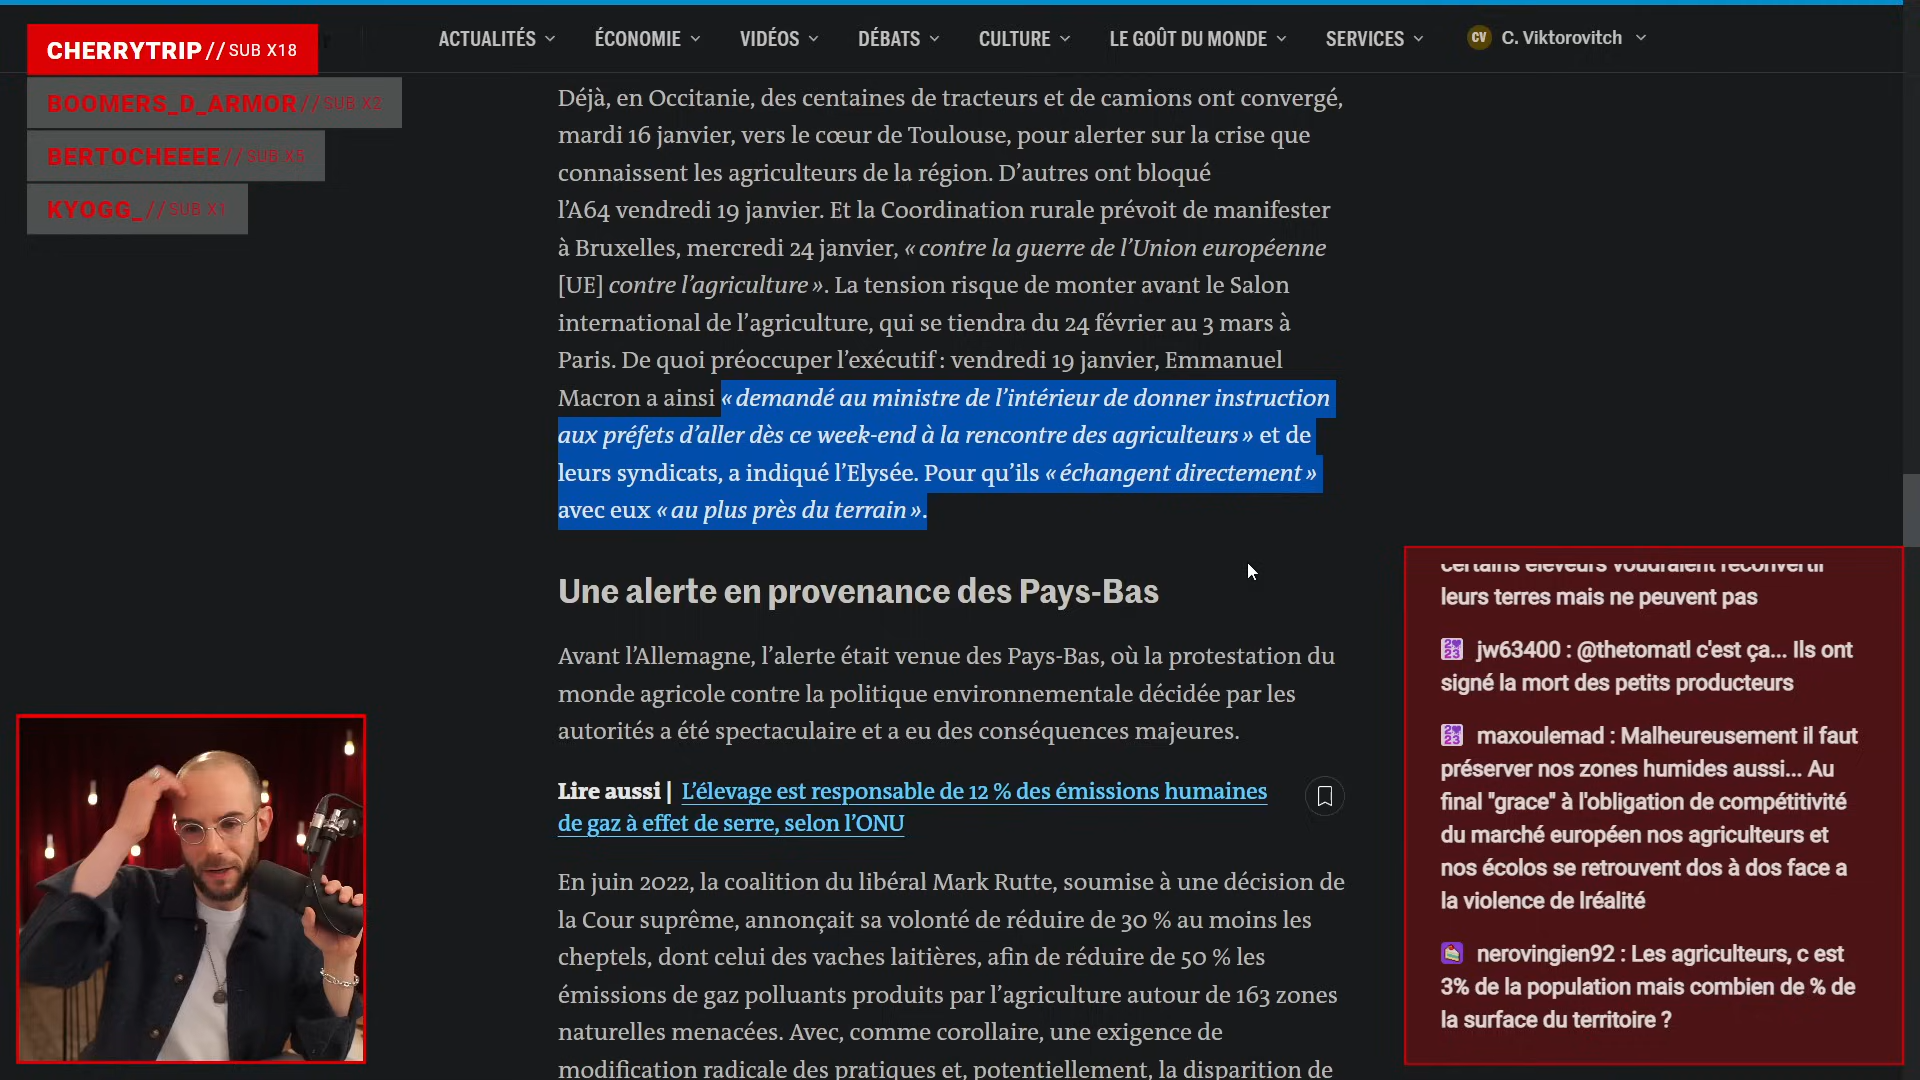 CHERRYTRIP // SUB X18
BOOMERS_D_ARMOR // SUB X2
BERTOCHEEEE // SUB X5
KYOGG_ // SUB X1
ACTUALITÉS
ÉCONOMIE
VIDÉOS
DÉBATS
CULTURE
LE GOÛT DU MONDE
SERVICES
CV
C. Viktorovitch
Déjà, en Occitanie, des centaines de tracteurs et de camions ont convergé,
mardi 16 janvier, vers le cœur de Toulouse, pour alerter sur la crise que
connaissent les agriculteurs de la région. D’autres ont bloqué
l’A64 vendredi 19 janvier. Et la Coordination rurale prévoit de manifester
à Bruxelles, mercredi 24 janvier, « contre la guerre de l’Union européenne
[UE] contre l’agriculture ». La tension risque de monter avant le Salon
international de l’agriculture, qui se tiendra du 24 février au 3 mars à
Paris. De quoi préoccuper l’exécutif : vendredi 19 janvier, Emmanuel
Macron a ainsi « demandé au ministre de l’intérieur de donner instruction
aux préfets d’aller dès ce week-end à la rencontre des agriculteurs » et de
leurs syndicats, a indiqué l’Elysée. Pour qu’ils « échangent directement »
avec eux « au plus près du terrain ».
Une alerte en provenance des Pays-Bas
Avant l’Allemagne, l’alerte était venue des Pays-Bas, où la protestation du
monde agricole contre la politique environnementale décidée par les
autorités a été spectaculaire et a eu des conséquences majeures.
Lire aussi | L’élevage est responsable de 12 % des émissions humaines
de gaz à effet de serre, selon l’ONU
En juin 2022, la coalition du libéral Mark Rutte, soumise à une décision de
la Cour suprême, annonçait sa volonté de réduire de 30 % au moins les
cheptels, dont celui des vaches laitières, afin de réduire de 50 % les
émissions de gaz polluants produits par l’agriculture autour de 163 zones
naturelles menacées. Avec, comme corollaire, une exigence de
modification radicale des pratiques et, potentiellement, la disparition de
certains éleveurs voudraient reconvertir
leurs terres mais ne peuvent pas
jw63400 : @thetomatl c'est ça... Ils ont
signé la mort des petits producteurs
maxoulemad : Malheureusement il faut
préserver nos zones humides aussi... Au
final "grace" à l'obligation de compétitivité
du marché européen nos agriculteurs et
nos écolos se retrouvent dos à dos face a
la violence de lréalité
nerovingien92 : Les agriculteurs, c est
3% de la population mais combien de % de
la surface du territoire ?